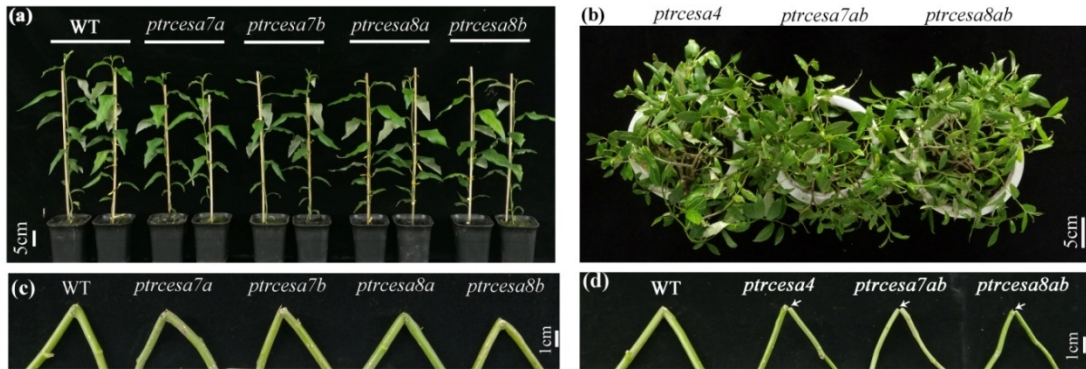 (a)
WT ptrcesa7a ptrcesa7b ptrcesa8a ptrcesa8b
5cm
(b)
ptrcesa4 ptrcesa7ab ptrcesa8ab
5cm
(c)
WT ptrcesa7a ptrcesa7b ptrcesa8a ptrcesa8b
1cm
(d)
WT ptrcesa4 ptrcesa7ab ptrcesa8ab
1cm